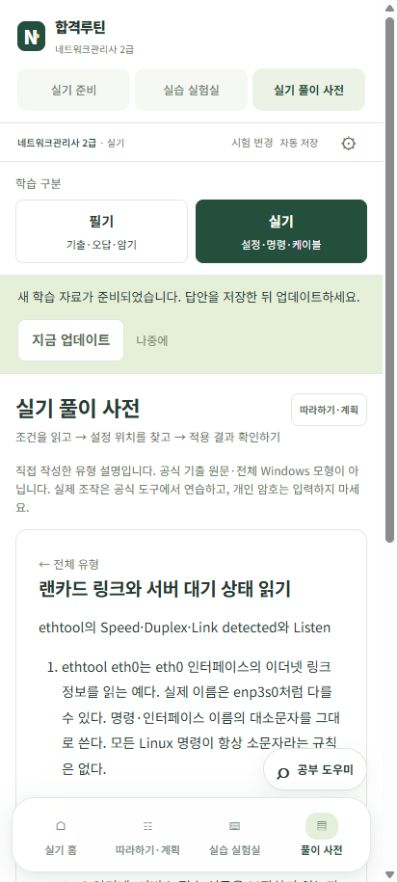 N
합격루틴
네트워크관리사 2급
실기 준비
실습 실험실
실기 풀이 사전
네트워크관리사 2급 · 실기
시험 변경 자동 저장
학습 구분
필기
기출·오답·암기
실기
설정·명령·케이블
새 학습 자료가 준비되었습니다. 답안을 저장한 뒤 업데이트하세요.
지금 업데이트
나중에
실기 풀이 사전
따라하기·계획
조건을 읽고 → 설정 위치를 찾고 → 적용 결과 확인하기
직접 작성한 유형 설명입니다. 공식 기출 원문·전체 Windows 모형이 아
닙니다. 실제 조작은 공식 도구에서 연습하고, 개인 암호는 입력하지 마세
요.
← 전체 유형
랜카드 링크와 서버 대기 상태 읽기
ethtool의 Speed·Duplex·Link detected와 Listen
1. ethtool eth0는 eth0 인터페이스의 이더넷 링크
정보를 읽는 예다. 실제 이름은 enp3s0처럼 다를
수 있다. 명령·인터페이스 이름의 대소문자를 그대
로 쓴다. 모든 Linux 명령이 항상 소문자라는 규칙
은 없다.
공부 도우미
실기 홈
따라하기·계획
실습 실험실
풀이 사전